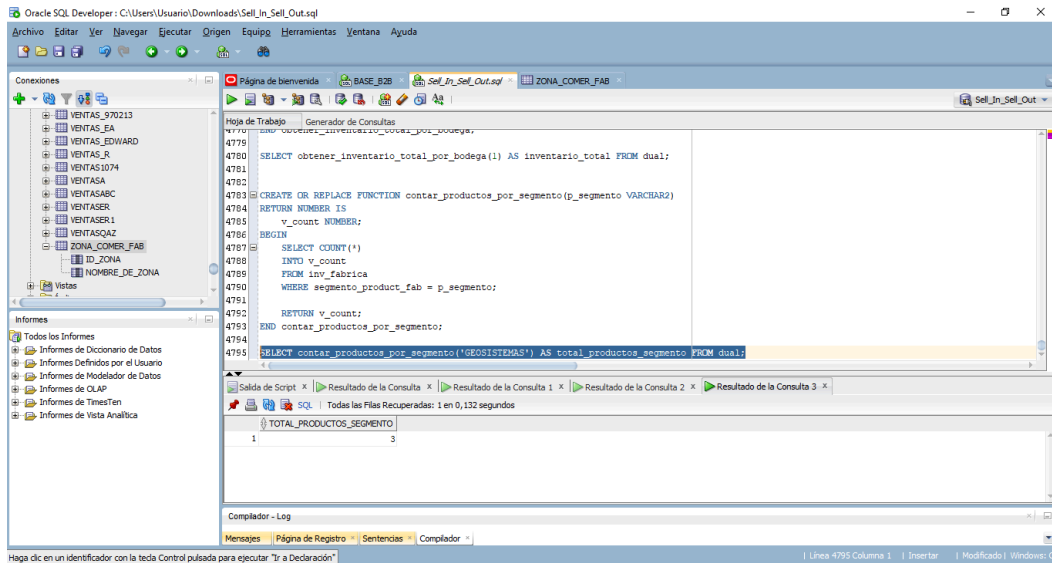 Oracle SQL Developer : C:\Users\Usuario\Downloads\Sell_In_Sell_Out.sql
Archivo Editar Ver Navegar Ejecutar Origen Equipo Herramientas Ventana Ayuda
Conexiones
Página de bienvenida BASE_B2B Sell_In_Sell_Out.sql ZONA_COMER_FAB
Sell_In_Sell_Out
Hoja de Trabajo Generador de Consultas
VENTAS_970213
VENTAS_EA
VENTAS_EDWARD
VENTAS_R
VENTAS1074
VENTASA
VENTASABC
VENTASER
VENTASER1
VENTASQAZ
ZONA_COMER_FAB
ID_ZONA
NOMBRE_DE_ZONA
Vistas
4778 END obtener_inventario_total_por_bodega;
4779
4780 SELECT obtener_inventario_total_por_bodega(1) AS inventario_total FROM dual;
4781
4782
4783 CREATE OR REPLACE FUNCTION contar_productos_por_segmento(p_segmento VARCHAR2)
4784 RETURN NUMBER IS
4785 v_count NUMBER;
4786 BEGIN
4787 SELECT COUNT(*)
4788 INTO v_count
4789 FROM inv_fabrica
4790 WHERE segmento_product_fab = p_segmento;
4791
4792 RETURN v_count;
4793 END contar_productos_por_segmento;
4794
4795 SELECT contar_productos_por_segmento('GEOSISTEMAS') AS total_productos_segmento FROM dual;
Informes
Todos los Informes
Informes de Diccionario de Datos
Informes Definidos por el Usuario
Informes de Modelador de Datos
Informes de OLAP
Informes de TimesTen
Informes de Vista Analítica
Salida de Script x Resultado de la Consulta x Resultado de la Consulta 1 x Resultado de la Consulta 2 x Resultado de la Consulta 3 x
SQL | Todas las Filas Recuperadas: 1 en 0,132 segundos
TOTAL_PRODUCTOS_SEGMENTO
1 3
Compilador - Log
Mensajes Página de Registro Sentencias Compilador
Haga clic en un identificador con la tecla Control pulsada para ejecutar "Ir a Declaración"
| Línea 4795 Columna 1 | Insertar | Modificado | Windows: